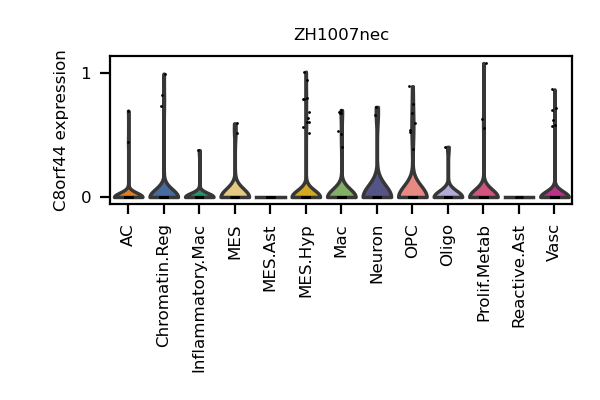 ZH1007nec
C8orf44 expression
1
0
AC
Chromatin.Reg
Inflammatory.Mac
MES
MES.Ast
MES.Hyp
Mac
Neuron
OPC
Oligo
Prolif.Metab
Reactive.Ast
Vasc